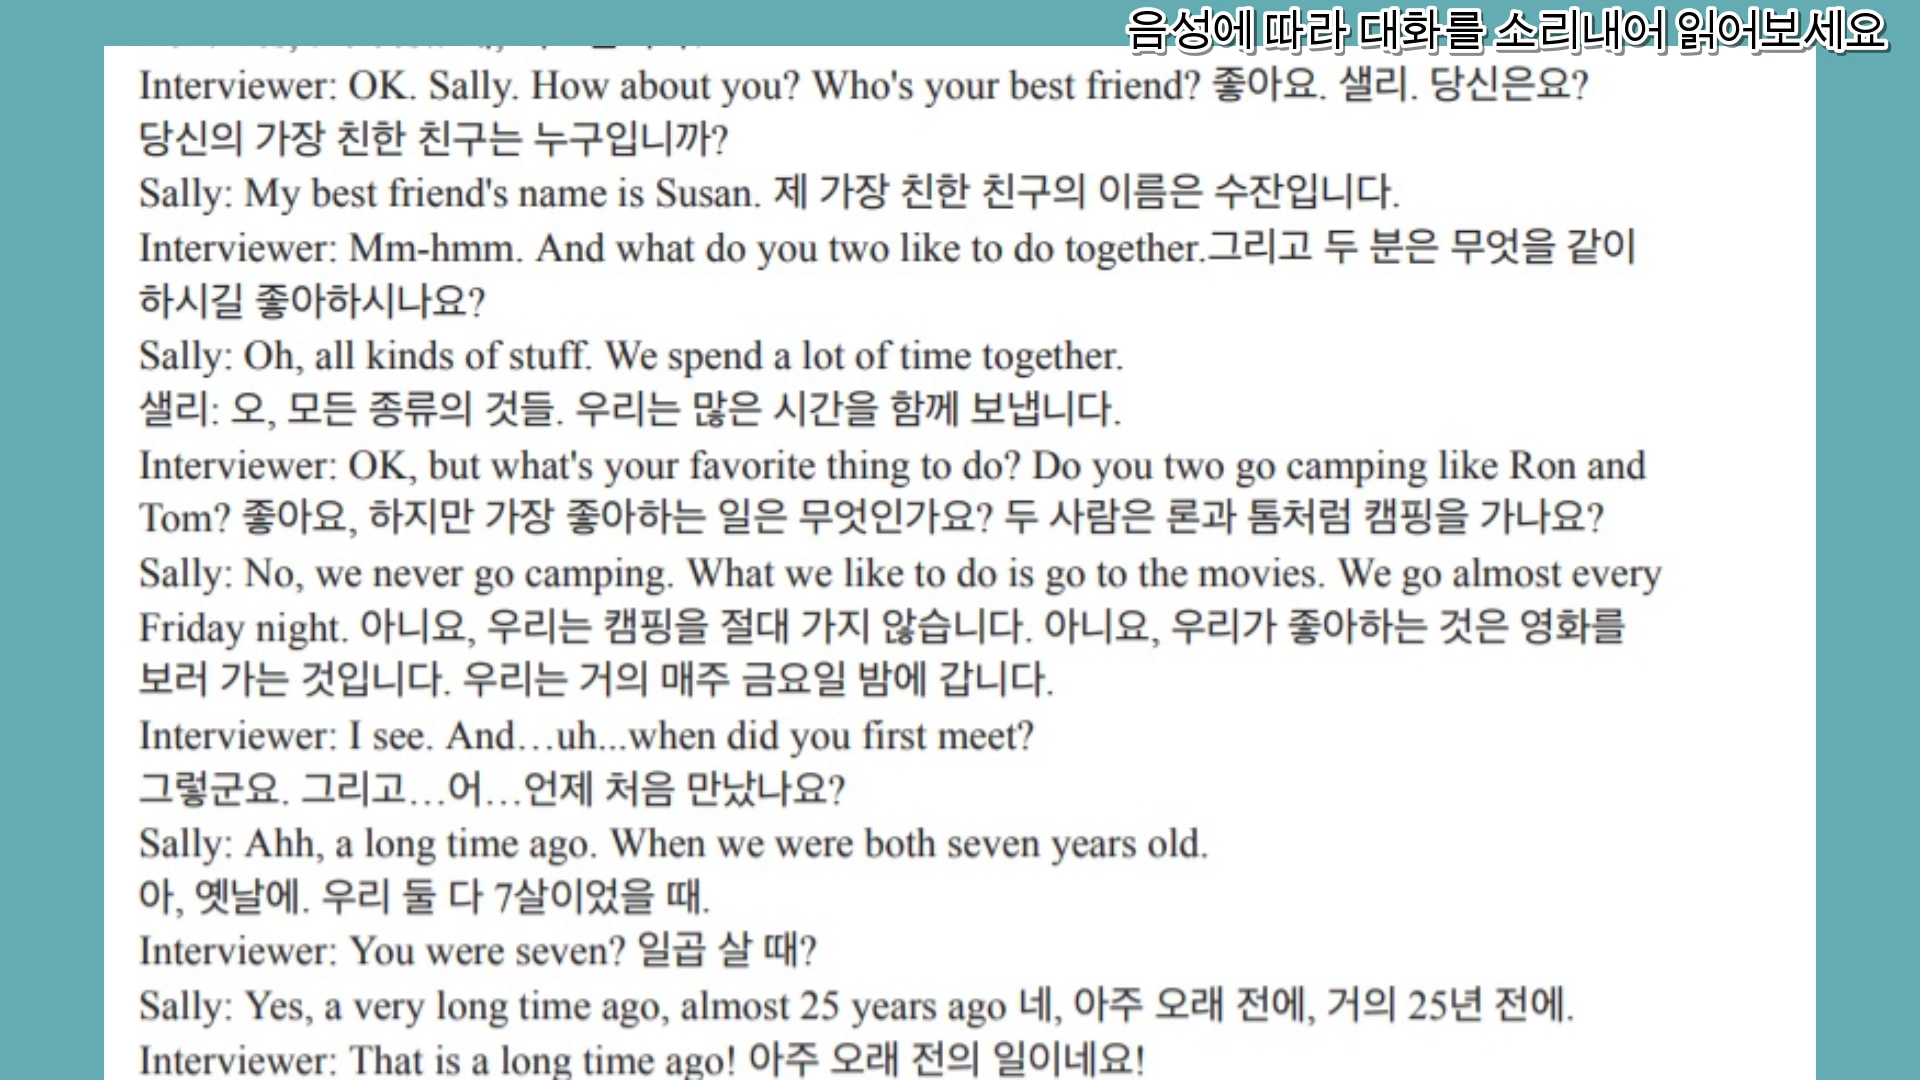 음성에 따라 대화를 소리내어 읽어보세요
Interviewer: OK. Sally. How about you? Who's your best friend? 좋아요. 샐리. 당신은요?
당신의 가장 친한 친구는 누구입니까?
Sally: My best friend's name is Susan. 제 가장 친한 친구의 이름은 수잔입니다.
Interviewer: Mm-hmm. And what do you two like to do together.그리고 두 분은 무엇을 같이
하시길 좋아하시나요?
Sally: Oh, all kinds of stuff. We spend a lot of time together.
샐리: 오, 모든 종류의 것들. 우리는 많은 시간을 함께 보냅니다.
Interviewer: OK, but what's your favorite thing to do? Do you two go camping like Ron and
Tom? 좋아요, 하지만 가장 좋아하는 일은 무엇인가요? 두 사람은 론과 톰처럼 캠핑을 가나요?
Sally: No, we never go camping. What we like to do is go to the movies. We go almost every
Friday night. 아니요, 우리는 캠핑을 절대 가지 않습니다. 아니요, 우리가 좋아하는 것은 영화를
보러 가는 것입니다. 우리는 거의 매주 금요일 밤에 갑니다.
Interviewer: I see. And…uh...when did you first meet?
그렇군요. 그리고…어…언제 처음 만났나요?
Sally: Ahh, a long time ago. When we were both seven years old.
아, 옛날에. 우리 둘 다 7살이었을 때.
Interviewer: You were seven? 일곱 살 때?
Sally: Yes, a very long time ago, almost 25 years ago 네, 아주 오래 전에, 거의 25년 전에.
Interviewer: That is a long time ago! 아주 오래 전의 일이네요!